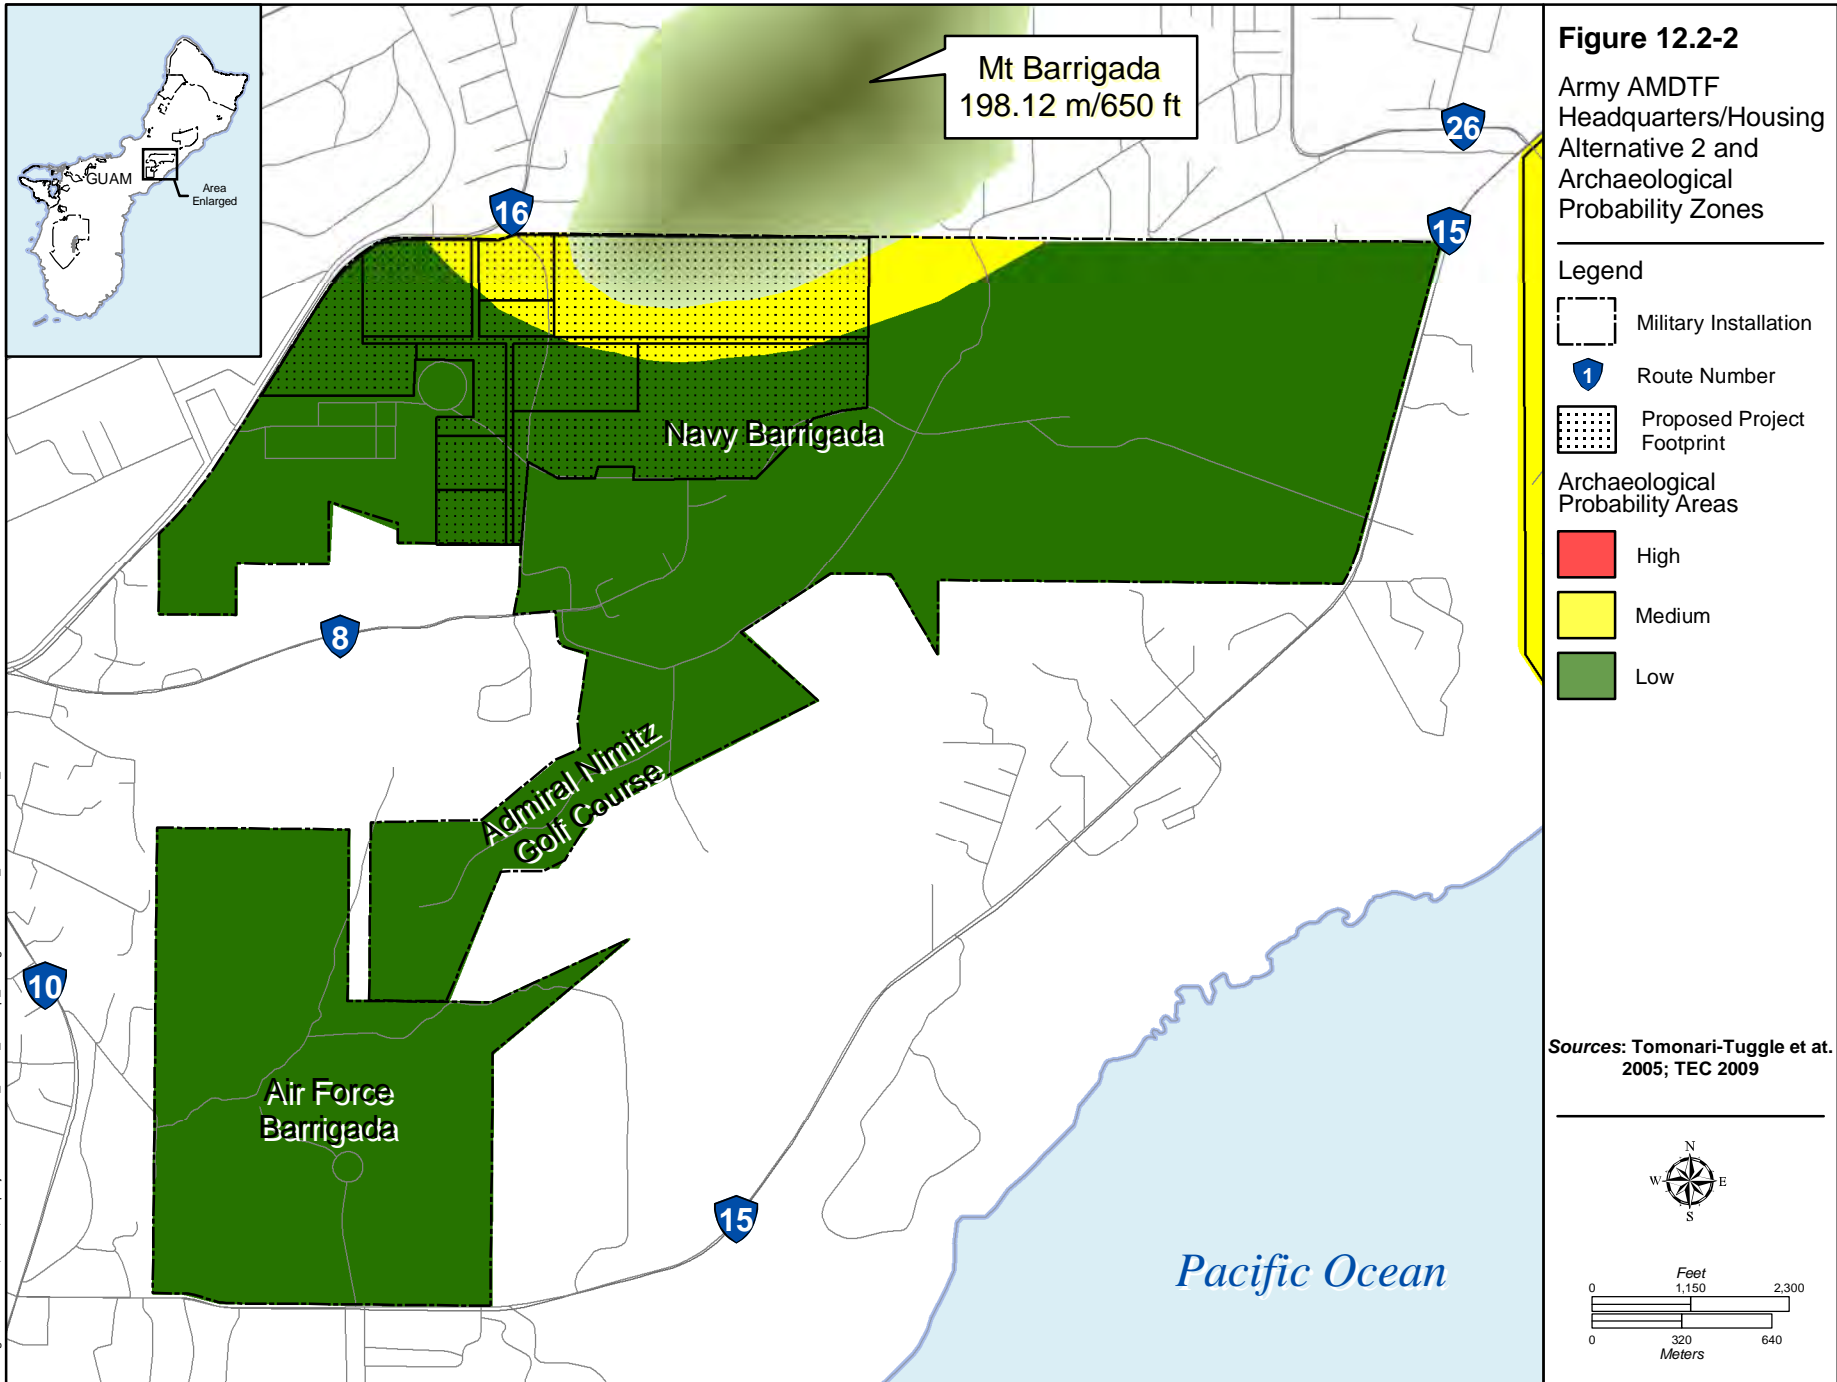 GUAM
Area
Enlarged
Mt Barrigada
198.12 m/650 ft
26
16
15
Navy Barrigada
8
Admiral Nimitz
Golf Course
10
Air Force
Barrigada
15
Pacific Ocean
Figure 12.2-2
Army AMDTF
Headquarters/Housing
Alternative 2 and
Archaeological
Probability Zones
Legend
Military Installation
1
Route Number
Proposed Project
Footprint
Archaeological
Probability Areas
High
Medium
Low
Sources: Tomonari-Tuggle et at.
2005; TEC 2009
N
W E
S
Feet
0 1,150 2,300
0 320 640
Meters